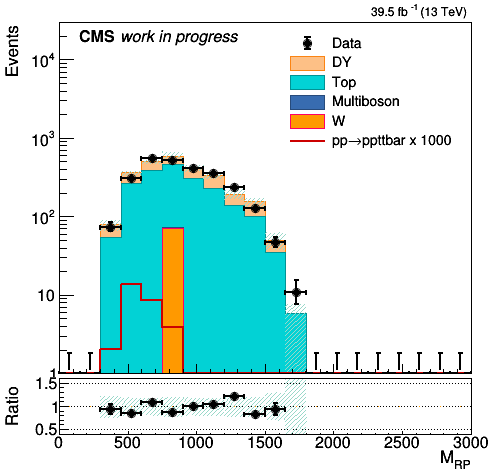 39.5 fb⁻¹ (13 TeV)
CMS work in progress
Events
10⁴
10³
10²
10
1
Data
DY
Top
Multiboson
W
pp→ppttbar x 1000
Ratio
1.5
1
0.5
0 500 1000 1500 2000 2500 3000
M_RP